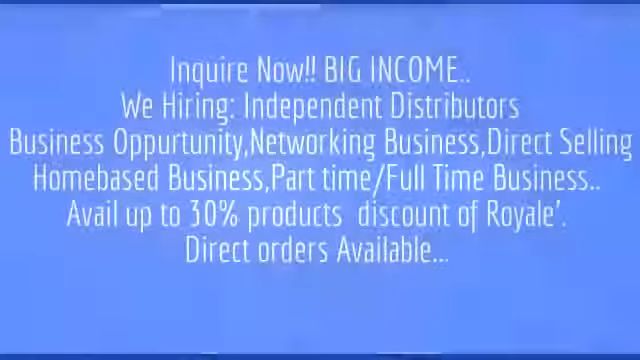 Inquire Now!! BIG INCOME..
We Hiring: Independent Distributors
Business Oppurtunity,Networking Business,Direct Selling
Homebased Business,Part time/Full Time Business..
Avail up to 30% products discount of Royale'.
Direct orders Available...